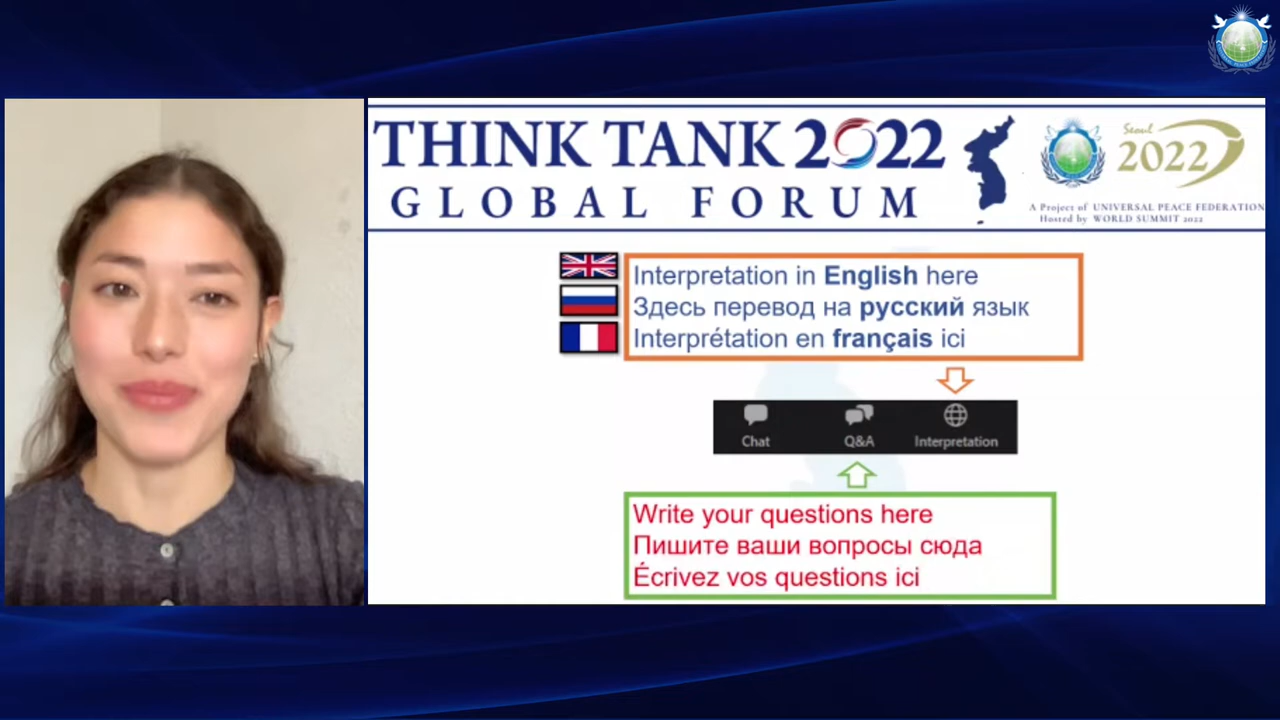 THINK TANK 2022
GLOBAL FORUM
Seoul
2022
A Project of UNIVERSAL PEACE FEDERATION
Hosted by WORLD SUMMIT 2022
Interpretation in English here
Здесь перевод на русский язык
Interprétation en français ici
Chat
Q&A
Interpretation
Write your questions here
Пишите ваши вопросы сюда
Écrivez vos questions ici